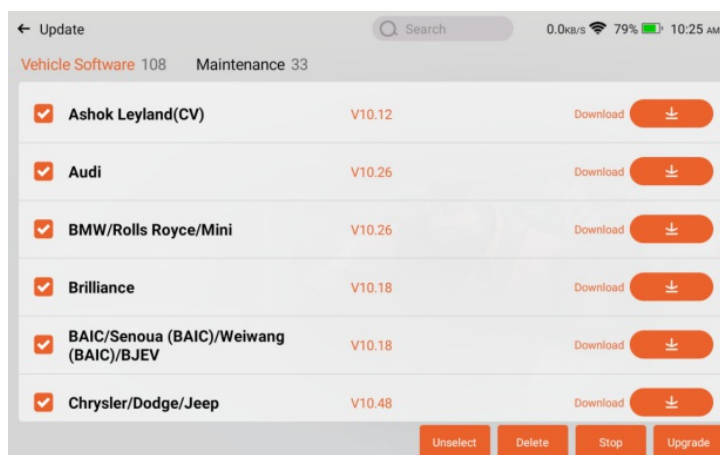 ← Update
Search
0.0KB/S 79% 10:25 AM
Vehicle Software 108 Maintenance 33
Ashok Leyland(CV) V10.12 Download
Audi V10.26 Download
BMW/Rolls Royce/Mini V10.26 Download
Brilliance V10.18 Download
BAIC/Senoua (BAIC)/Weiwang
(BAIC)/BJEV V10.18 Download
Chrysler/Dodge/Jeep V10.48 Download
Unselect Delete Stop Upgrade